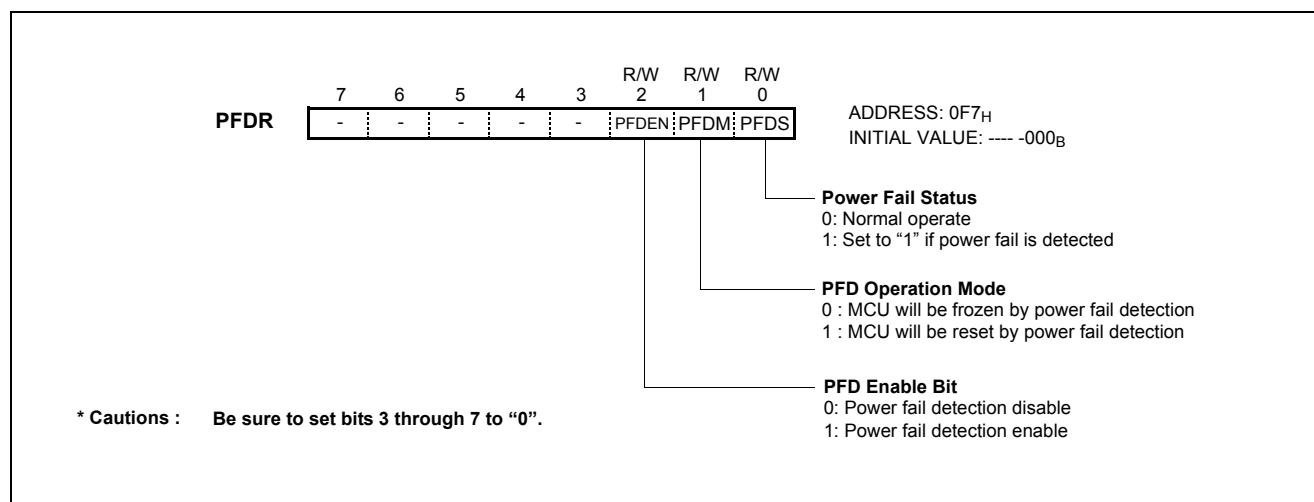 R/W R/W R/W
7 6 5 4 3 2 1 0
PFDR - - - - - PFDEN PFDM PFDS
ADDRESS: 0F7H
INITIAL VALUE: ---- -000B
Power Fail Status
0: Normal operate
1: Set to “1” if power fail is detected
PFD Operation Mode
0 : MCU will be frozen by power fail detection
1 : MCU will be reset by power fail detection
PFD Enable Bit
0: Power fail detection disable
1: Power fail detection enable
* Cautions : Be sure to set bits 3 through 7 to “0”.